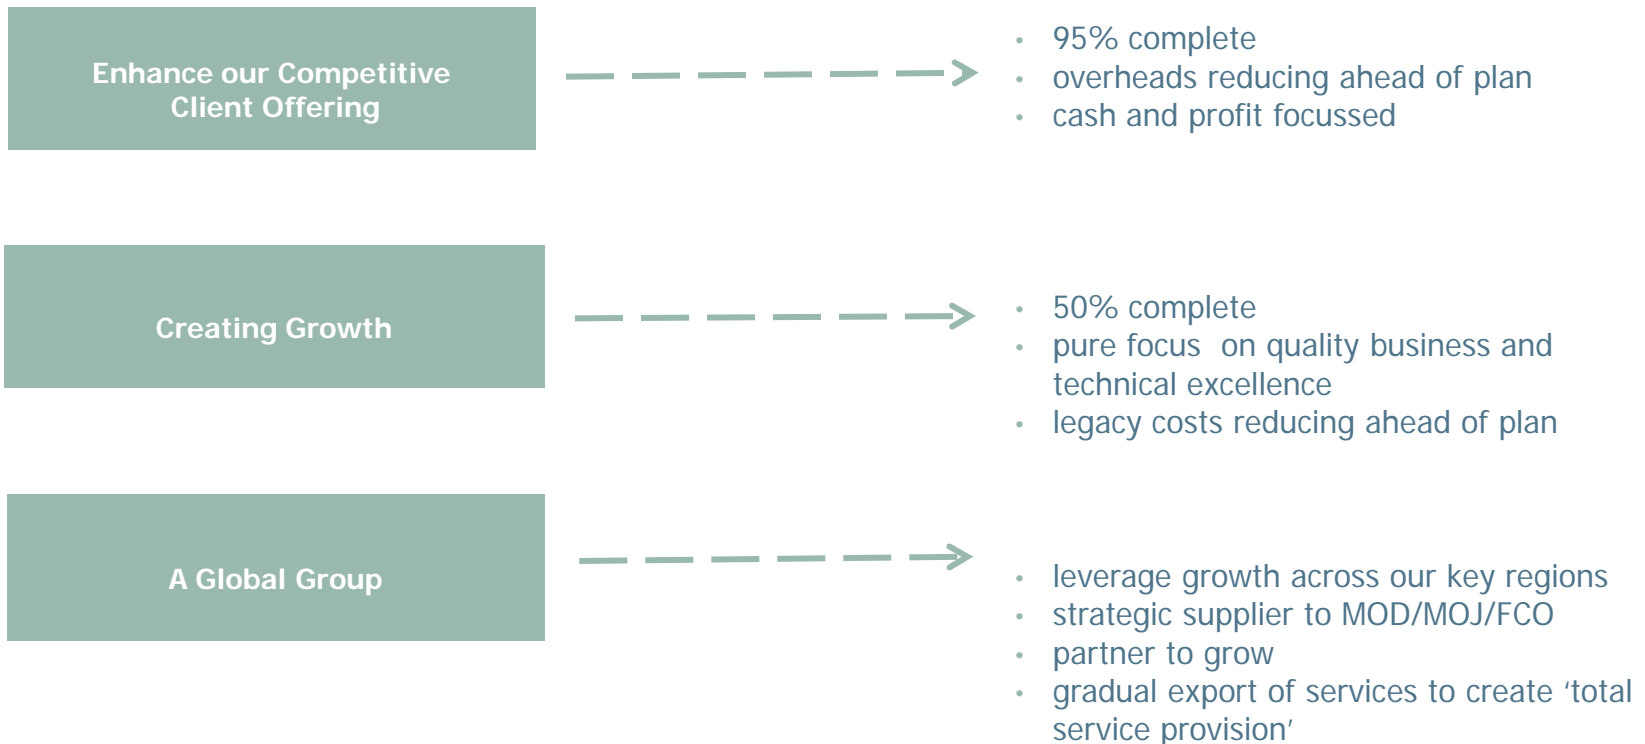 Enhance our Competitive
Client Offering
• 95% complete
• overheads reducing ahead of plan
• cash and profit focussed
Creating Growth
• 50% complete
• pure focus  on quality business and
technical excellence
• legacy costs reducing ahead of plan
A Global Group
• leverage growth across our key regions
• strategic supplier to MOD/MOJ/FCO
• partner to grow
• gradual export of services to create ‘total
service provision’